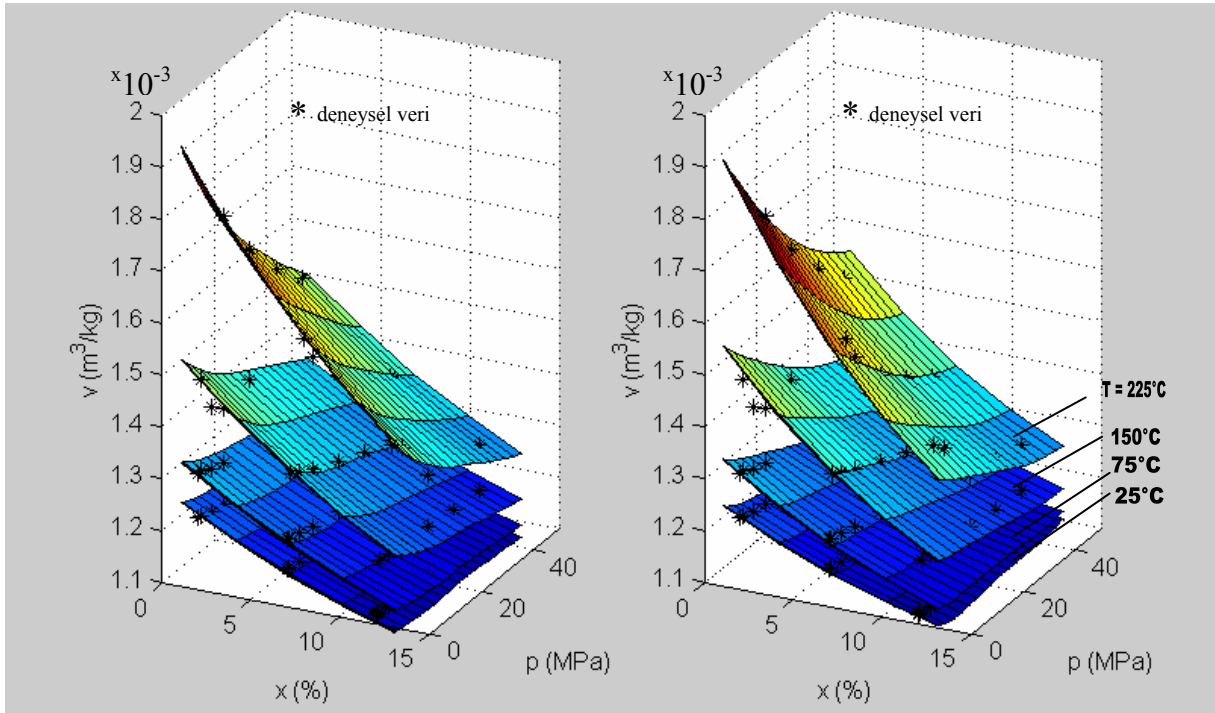 x10-3
* deneysel veri
2
1.9
1.8
1.7
1.6
1.5
1.4
1.3
1.2
1.1
v (m3/kg)
0
5
10
15
x (%)
0
20
40
p (MPa)
x10-3
* deneysel veri
2
1.9
1.8
1.7
1.6
1.5
1.4
1.3
1.2
1.1
v (m3/kg)
0
5
10
15
x (%)
0
20
40
p (MPa)
T = 225°C
150°C
75°C
25°C